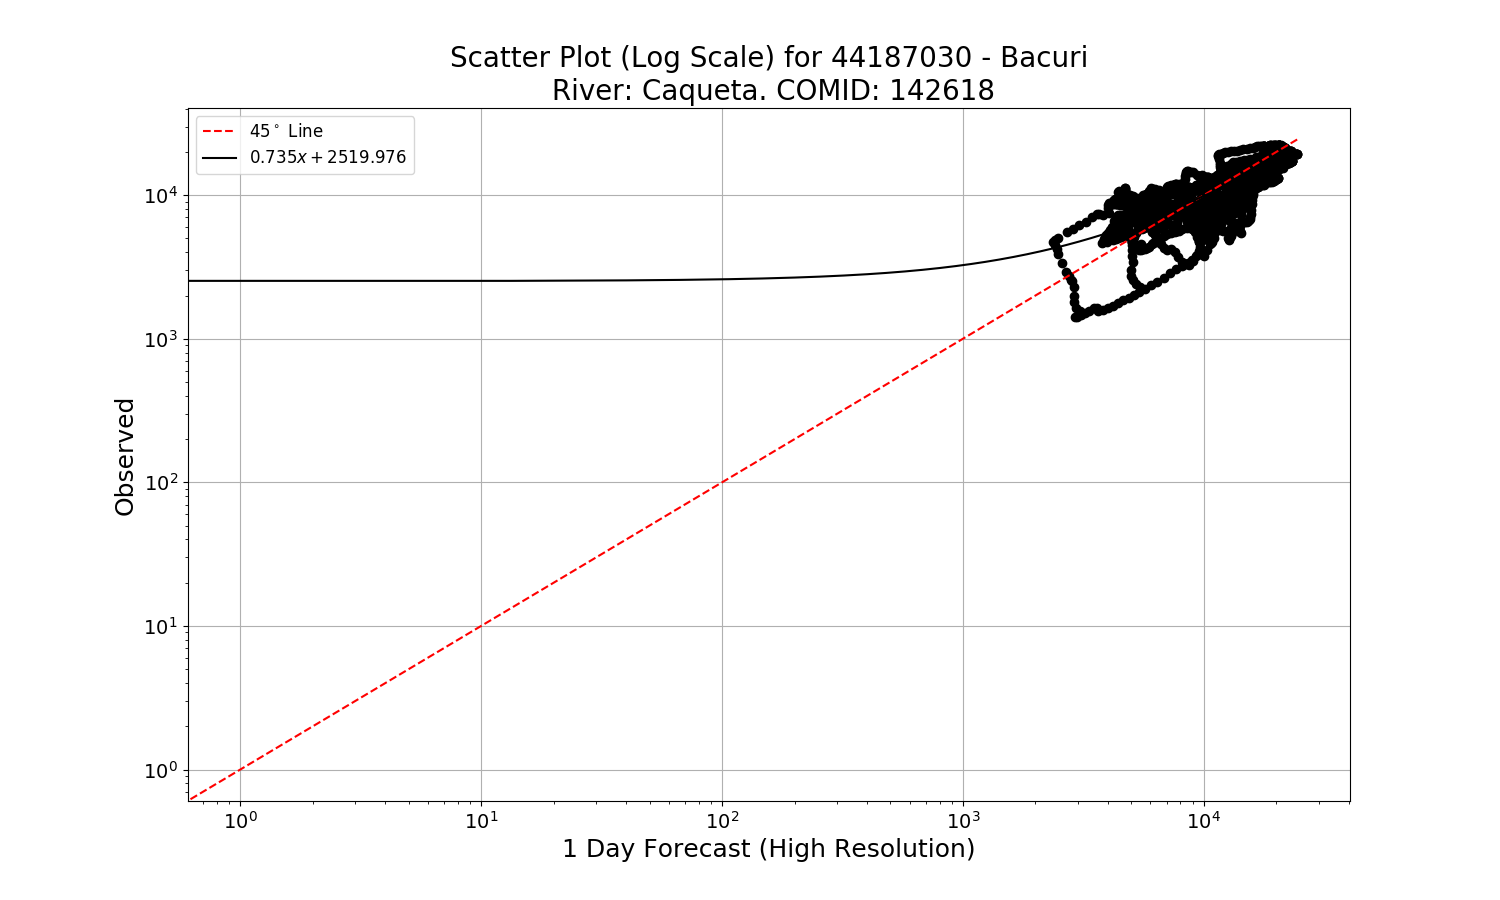 Scatter Plot (Log Scale) for 44187030 - Bacuri
River: Caqueta. COMID: 142618
45° Line
0.735x + 2519.976
10⁴
10³
10²
10¹
10⁰
Observed
10⁰ 10¹ 10² 10³ 10⁴
1 Day Forecast (High Resolution)